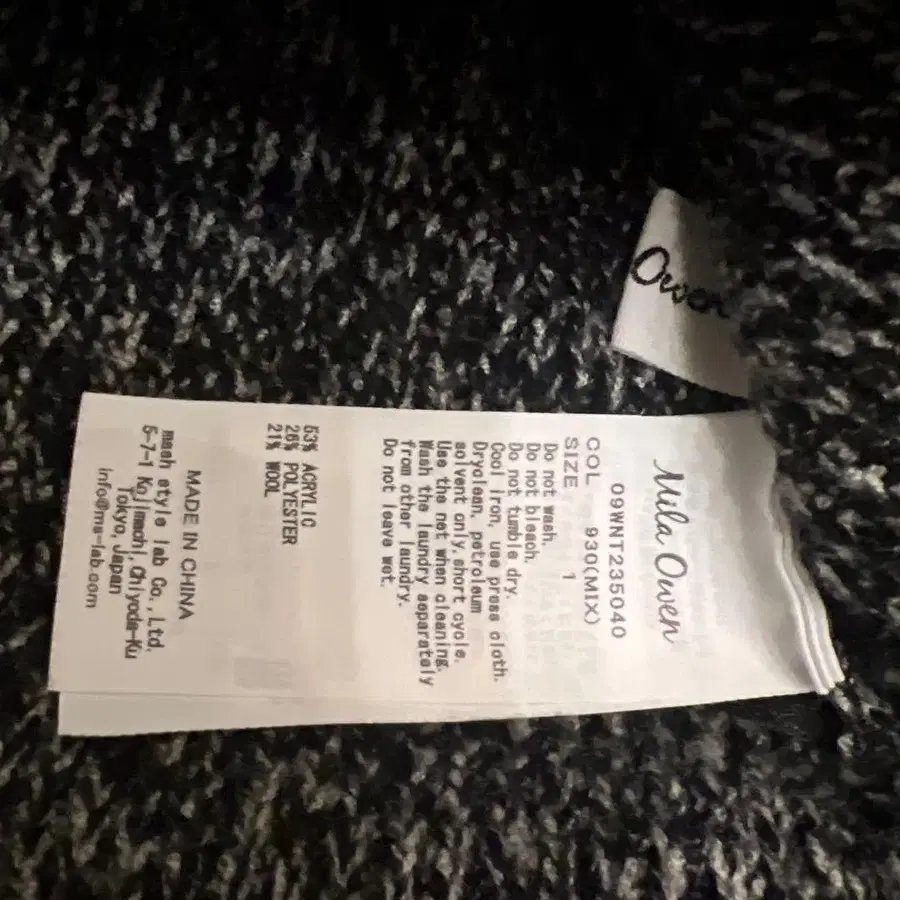 Owen
Mila Owen
09WNT235040
COL 930(MIX)
SIZE 1
Do not wash.
Do not bleach.
Do not tumble dry.
Cool iron, use press cloth.
Dryclean, petroleum
solvent only, short cycle.
Use the net when cleaning.
Wash the laundry separately
from other laundry.
Do not leave wet.
53% ACRYLIC
26% POLYESTER
21% WOOL
MADE IN CHINA
mash style lab Co., Ltd.
5-7-1 Kojimachi, Chiyoda-Ku
Tokyo, Japan
info@ms-lab.com